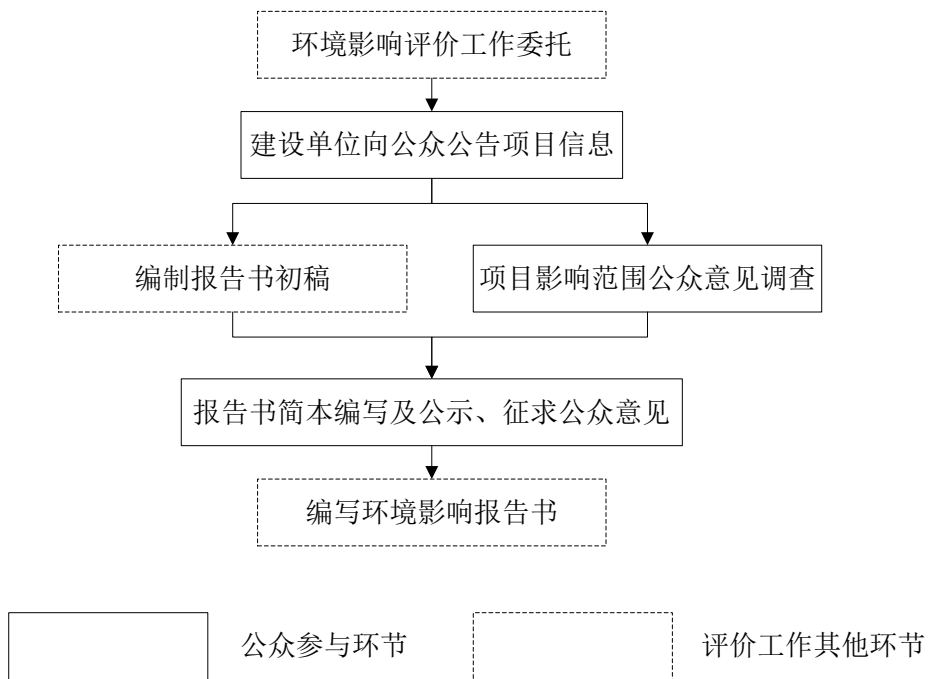 环境影响评价工作委托
建设单位向公众公告项目信息
编制报告书初稿
项目影响范围公众意见调查
报告书简本编写及公示、征求公众意见
编写环境影响报告书
公众参与环节
评价工作其他环节